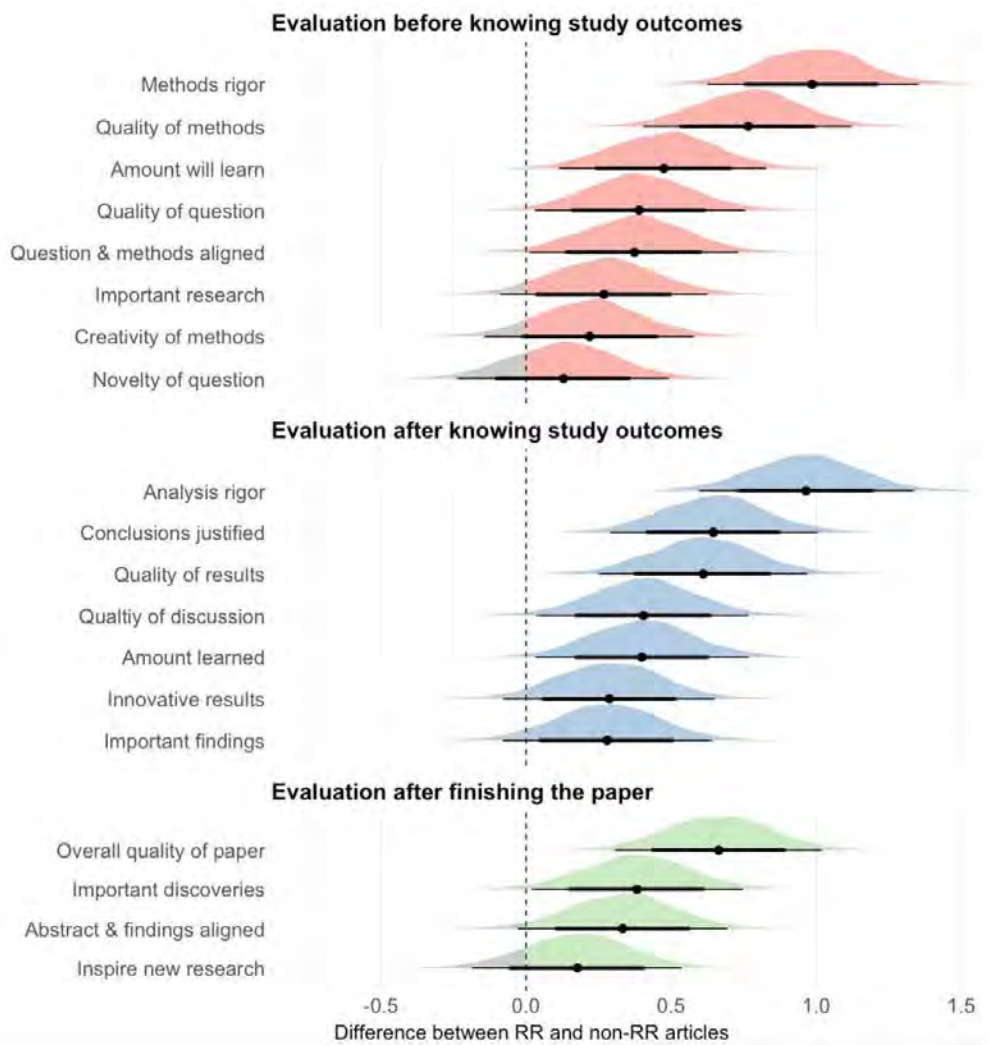 Evaluation before knowing study outcomes
Methods rigor
Quality of methods
Amount will learn
Quality of question
Question & methods aligned
Important research
Creativity of methods
Novelty of question
Evaluation after knowing study outcomes
Analysis rigor
Conclusions justified
Quality of results
Qualtiy of discussion
Amount learned
Innovative results
Important findings
Evaluation after finishing the paper
Overall quality of paper
Important discoveries
Abstract & findings aligned
Inspire new research
-0.5 0.0 0.5 1.0 1.5
Difference between RR and non-RR articles